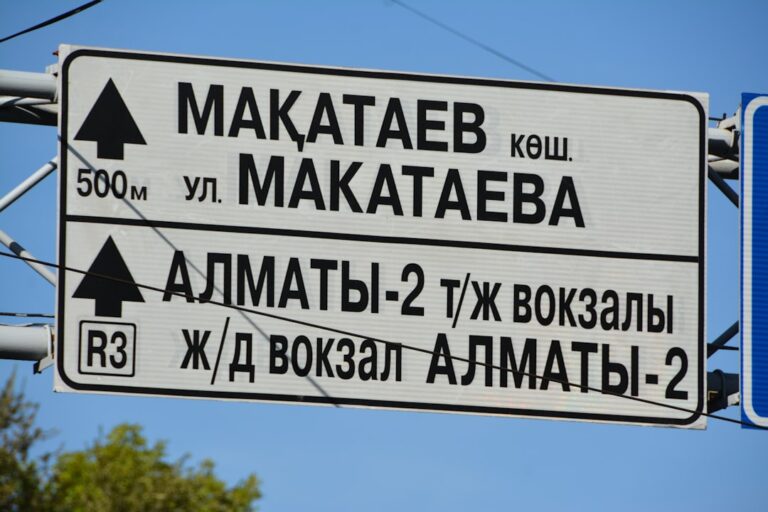 МАҚАТАЕВ көш.
500м ул. МАКАТАЕВА
АЛМАТЫ-2 т/ж вокзалы
R3 ж/д вокзал АЛМАТЫ-2